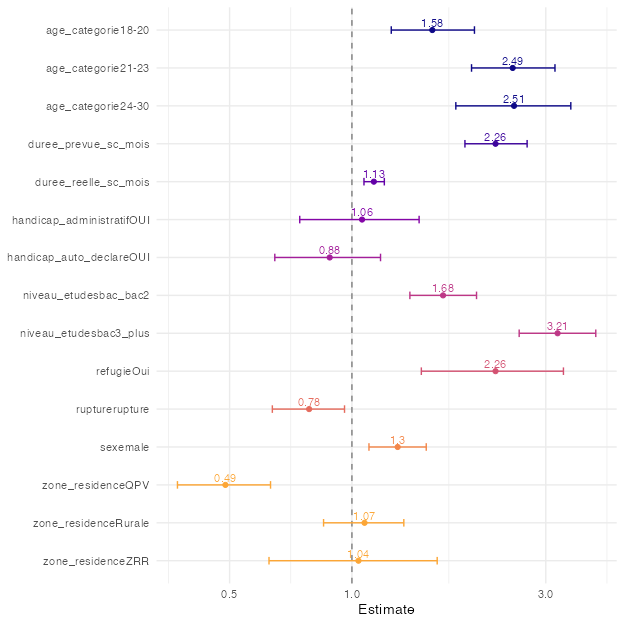 age_categorie18-20
1.58
age_categorie21-23
2.49
age_categorie24-30
2.51
duree_prevue_sc_mois
2.26
duree_reelle_sc_mois
1.13
handicap_administratifOUI
1.06
handicap_auto_declareOUI
0.88
niveau_etudesbac_bac2
1.68
niveau_etudesbac3_plus
3.21
refugieOui
2.26
rupturerupture
0.78
sexemale
1.3
zone_residenceQPV
0.49
zone_residenceRurale
1.07
zone_residenceZRR
1.04
0.5 1.0 3.0
Estimate